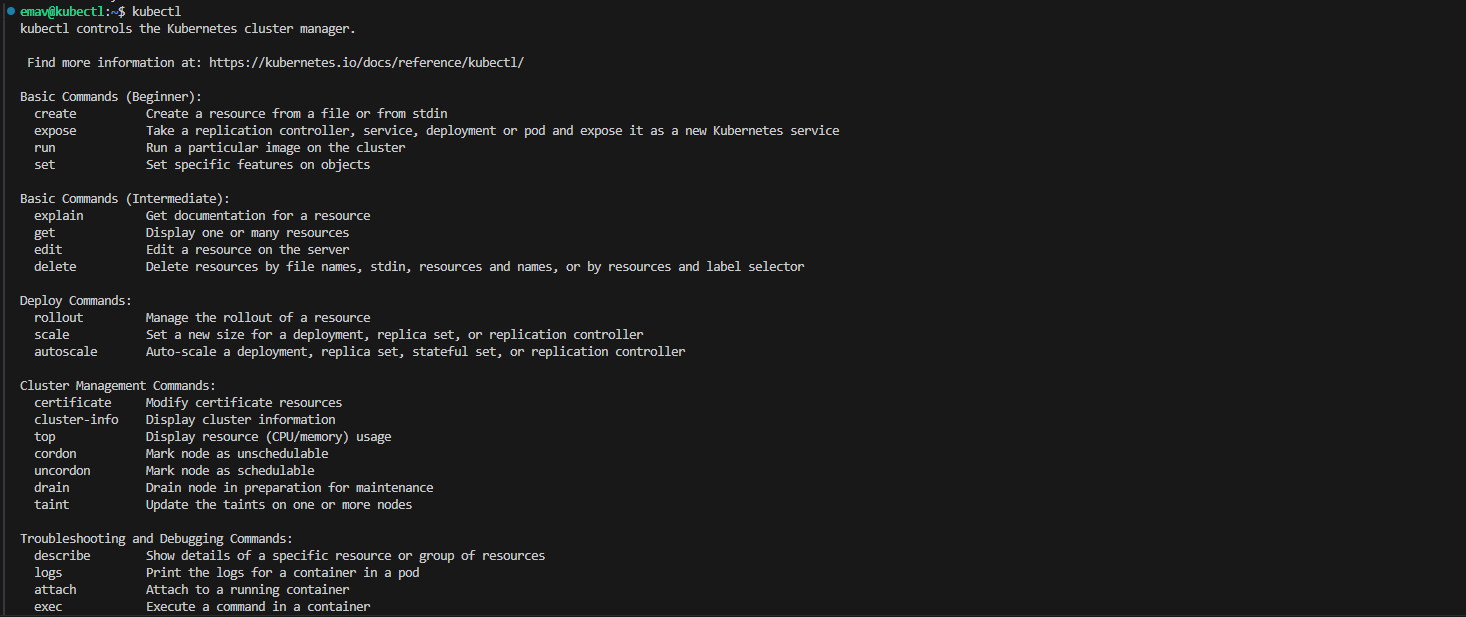 emav@kubectl:~$ kubectl
kubectl controls the Kubernetes cluster manager.

 Find more information at: https://kubernetes.io/docs/reference/kubectl/

Basic Commands (Beginner):
  create          Create a resource from a file or from stdin
  expose          Take a replication controller, service, deployment or pod and expose it as a new Kubernetes service
  run             Run a particular image on the cluster
  set             Set specific features on objects

Basic Commands (Intermediate):
  explain         Get documentation for a resource
  get             Display one or many resources
  edit            Edit a resource on the server
  delete          Delete resources by file names, stdin, resources and names, or by resources and label selector

Deploy Commands:
  rollout         Manage the rollout of a resource
  scale           Set a new size for a deployment, replica set, or replication controller
  autoscale       Auto-scale a deployment, replica set, stateful set, or replication controller

Cluster Management Commands:
  certificate     Modify certificate resources
  cluster-info    Display cluster information
  top             Display resource (CPU/memory) usage
  cordon          Mark node as unschedulable
  uncordon        Mark node as schedulable
  drain           Drain node in preparation for maintenance
  taint           Update the taints on one or more nodes

Troubleshooting and Debugging Commands:
  describe        Show details of a specific resource or group of resources
  logs            Print the logs for a container in a pod
  attach          Attach to a running container
  exec            Execute a command in a container